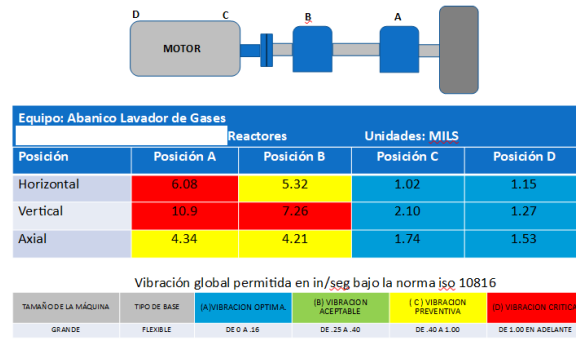 D C B A
MOTOR
Equipo: Abanico Lavador de Gases
Reactores Unidades: MILS
Posición Posición A Posición B Posición C Posición D
Horizontal 6.08 5.32 1.02 1.15
Vertical 10.9 7.26 2.10 1.27
Axial 4.34 4.21 1.74 1.53
Vibración global permitida en in/seg bajo la norma iso 10816
TAMAÑO DE LA MÁQUINA TIPO DE BASE (A)VIBRACION OPTIMA. (B) VIBRACION ACEPTABLE ( C ) VIBRACION PREVENTIVA (D) VIBRACION CRITICA
GRANDE FLEXIBLE DE 0 A .16 DE .25 A .40 DE .40 A 1.00 DE 1.00 EN ADELANTE